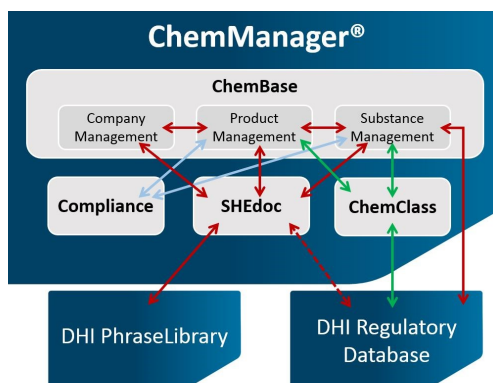 ChemManager®
ChemBase
Company
Management
Product
Management
Substance
Management
Compliance
SHEdoc
ChemClass
DHI PhraseLibrary
DHI Regulatory
Database